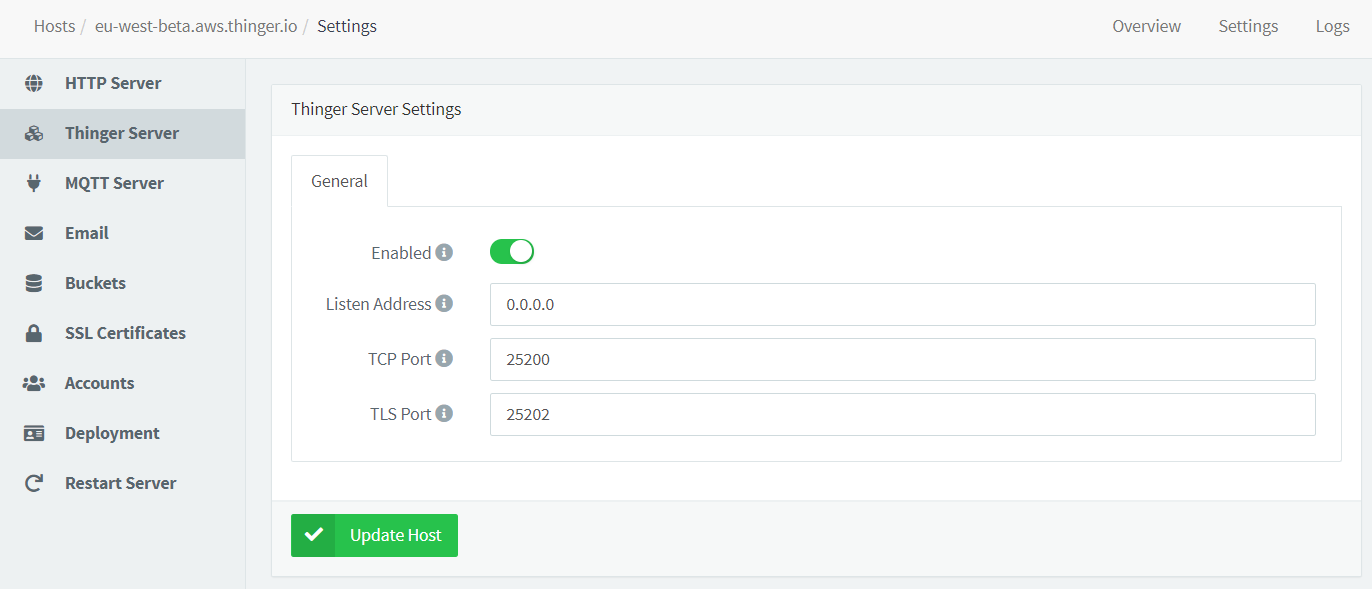 Hosts / eu-west-beta.aws.thinger.io / Settings
Overview Settings Logs
HTTP Server
Thinger Server
MQTT Server
Email
Buckets
SSL Certificates
Accounts
Deployment
Restart Server
Thinger Server Settings
General
Enabled
Listen Address 0.0.0.0
TCP Port 25200
TLS Port 25202
Update Host